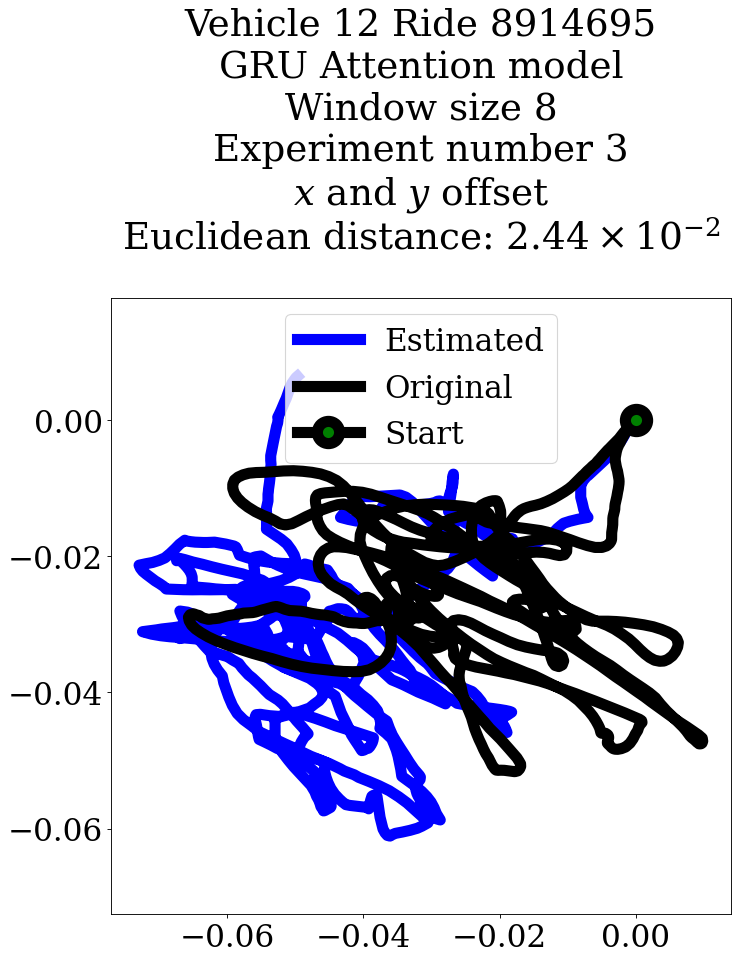 Vehicle 12 Ride 8914695
GRU Attention model
Window size 8
Experiment number 3
x and y offset
Euclidean distance: 2.44 × 10⁻²
Estimated
Original
Start
0.00
−0.02
−0.04
−0.06
−0.06 −0.04 −0.02 0.00